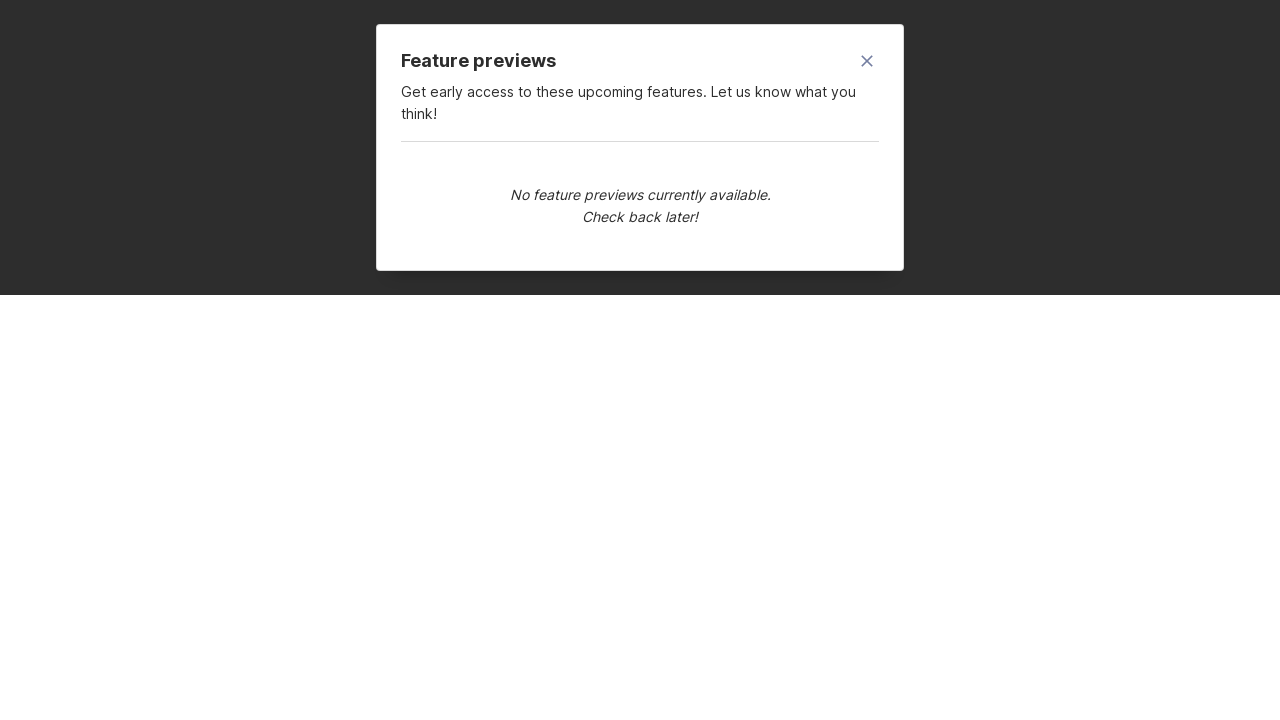 Feature previews
Get early access to these upcoming features. Let us know what you
think!
No feature previews currently available.
Check back later!